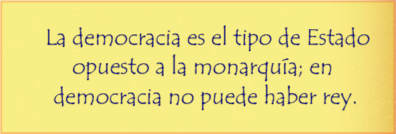 La democracia es el tipo de Estado
opuesto a la monarquía; en
democracia no puede haber rey.